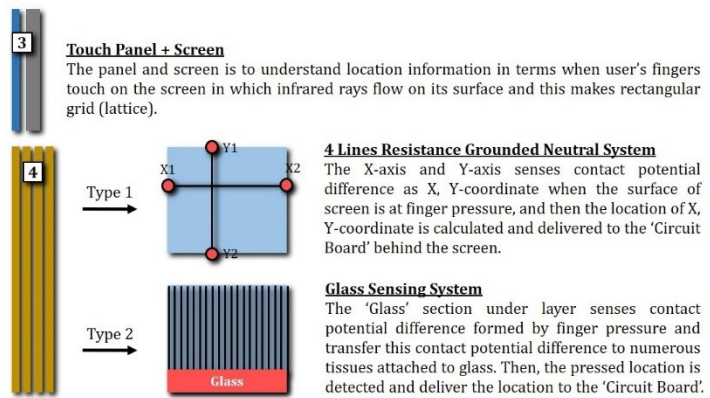 3
Touch Panel + Screen
The panel and screen is to understand location information in terms when user's fingers
touch on the screen in which infrared rays flow on its surface and this makes rectangular
grid (lattice).
4
Type 1
Y1
X1
X2
Y2
4 Lines Resistance Grounded Neutral System
The X-axis and Y-axis senses contact potential
difference as X, Y-coordinate when the surface of
screen is at finger pressure, and then the location of X,
Y-coordinate is calculated and delivered to the 'Circuit
Board' behind the screen.
Type 2
Glass
Glass Sensing System
The 'Glass' section under layer senses contact
potential difference formed by finger pressure and
transfer this contact potential difference to numerous
tissues attached to glass. Then, the pressed location is
detected and deliver the location to the 'Circuit Board'.